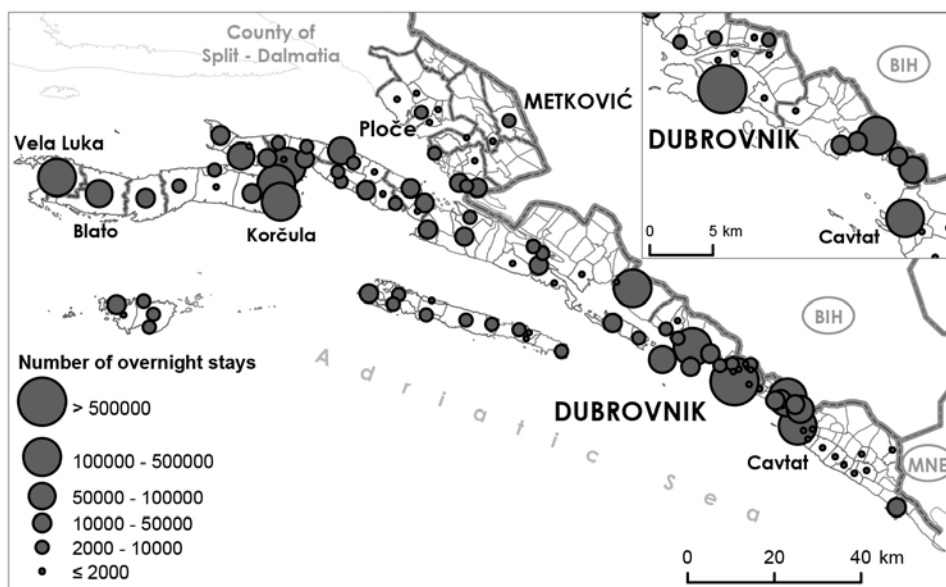 County of
Split - Dalmatia
METKOVIĆ
Ploče
Vela Luka
Blato
Korčula
BIH
DUBROVNIK
Cavtat
0 5 km
BIH
Number of overnight stays
> 500000
100000 - 500000
50000 - 100000
10000 - 50000
2000 - 10000
≤ 2000
Adriatic Sea
DUBROVNIK
Cavtat
MNE
0 20 40 km